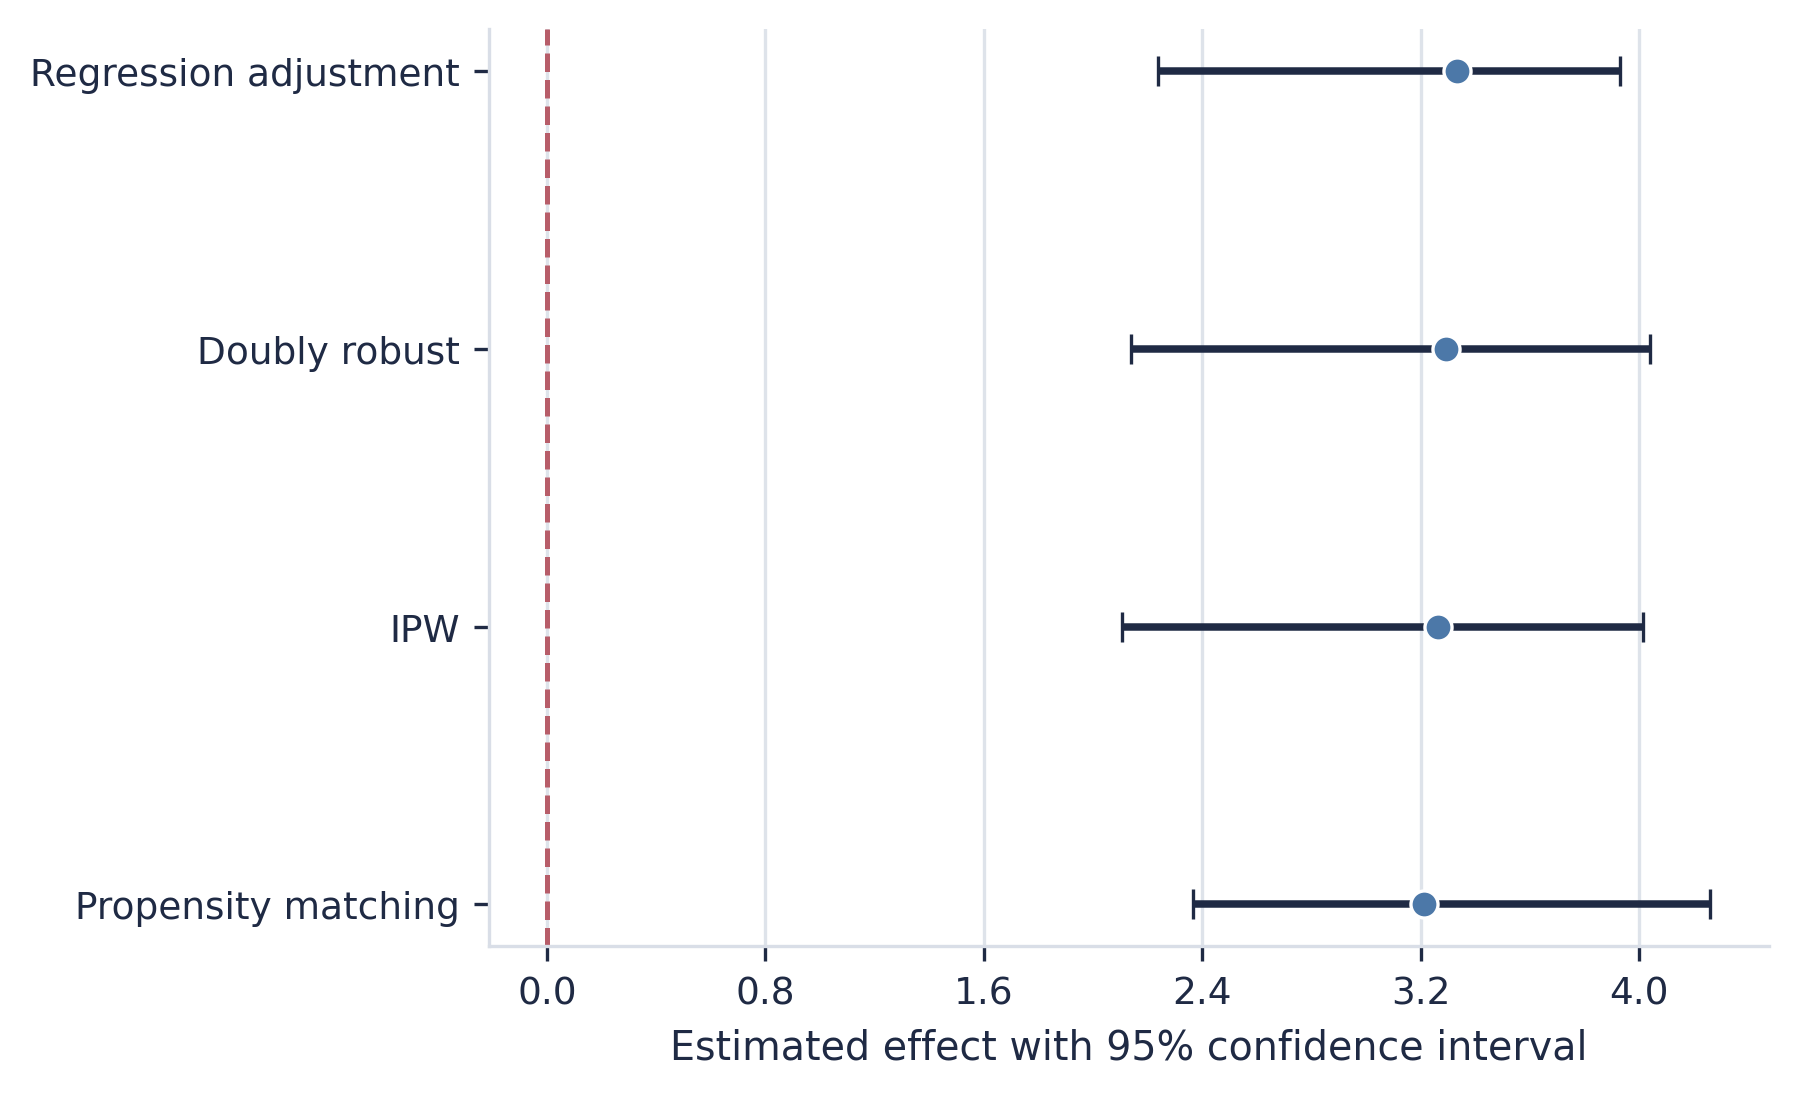 Regression adjustment
Doubly robust
IPW
Propensity matching
0.0 0.8 1.6 2.4 3.2 4.0
Estimated effect with 95% confidence interval